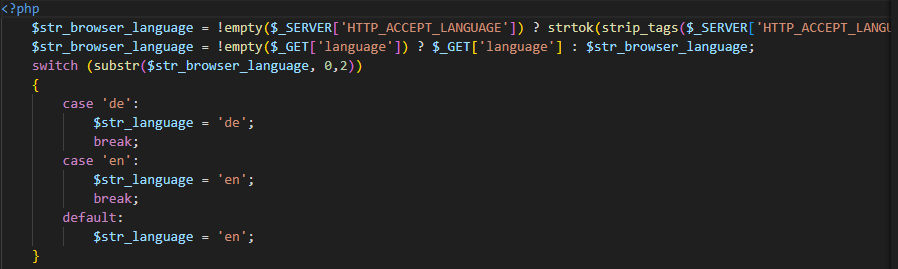 <?php
$str_browser_language = !empty($_SERVER['HTTP_ACCEPT_LANGUAGE']) ? strtok(strip_tags($_SERVER['HTTP_ACCEPT_LANGU
$str_browser_language = !empty($_GET['language']) ? $_GET['language'] : $str_browser_language;
switch (substr($str_browser_language, 0,2))
{
case 'de':
$str_language = 'de';
break;
case 'en':
$str_language = 'en';
break;
default:
$str_language = 'en';
}